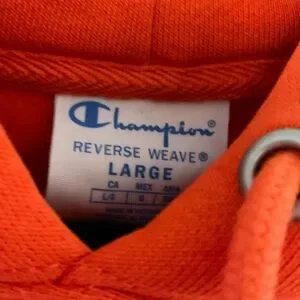 Champion
REVERSE WEAVE®
LARGE
CA MEX
L/G